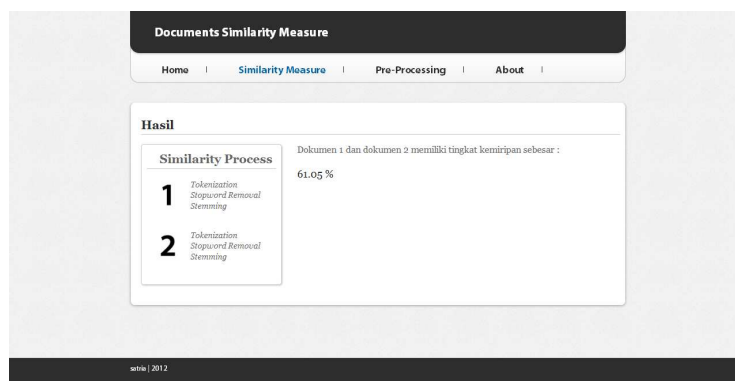 Documents Similarity Measure
Home | Similarity Measure | Pre-Processing | About |
Hasil
Similarity Process
1
Tokenization
Stopword Removal
Stemming
2
Tokenization
Stopword Removal
Stemming
Dokumen 1 dan dokumen 2 memiliki tingkat kemiripan sebesar :
61.05 %
satria | 2012